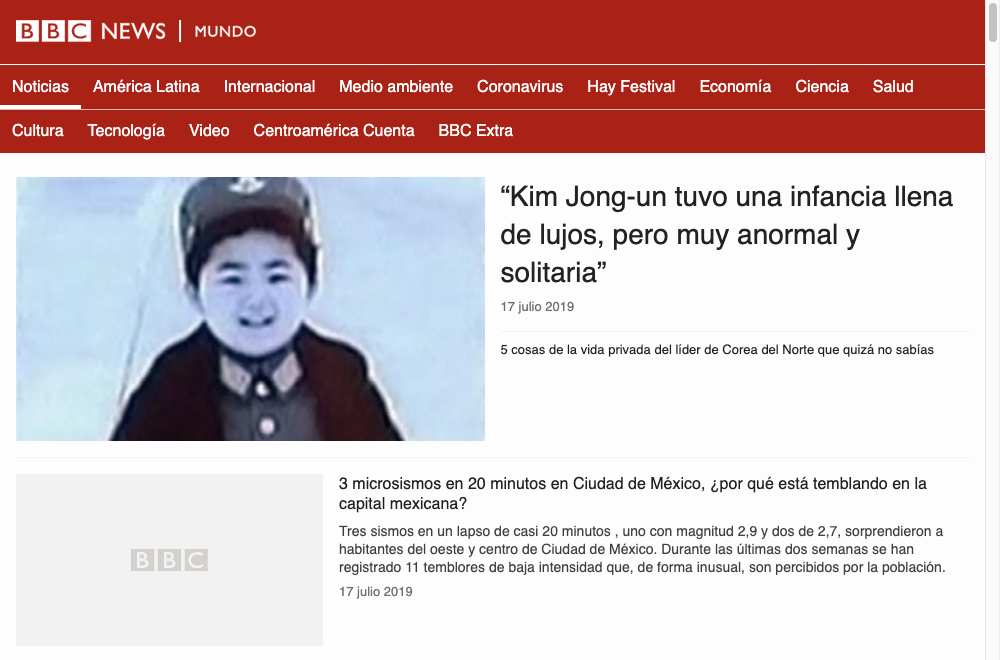 BBC NEWS MUNDO
Noticias América Latina Internacional Medio ambiente Coronavirus Hay Festival Economía Ciencia Salud
Cultura Tecnología Video Centroamérica Cuenta BBC Extra
“Kim Jong-un tuvo una infancia llena
de lujos, pero muy anormal y
solitaria”
17 julio 2019
5 cosas de la vida privada del líder de Corea del Norte que quizá no sabías
BBC
3 microsismos en 20 minutos en Ciudad de México, ¿por qué está temblando en la
capital mexicana?
Tres sismos en un lapso de casi 20 minutos , uno con magnitud 2,9 y dos de 2,7, sorprendieron a
habitantes del oeste y centro de Ciudad de México. Durante las últimas dos semanas se han
registrado 11 temblores de baja intensidad que, de forma inusual, son percibidos por la población.
17 julio 2019